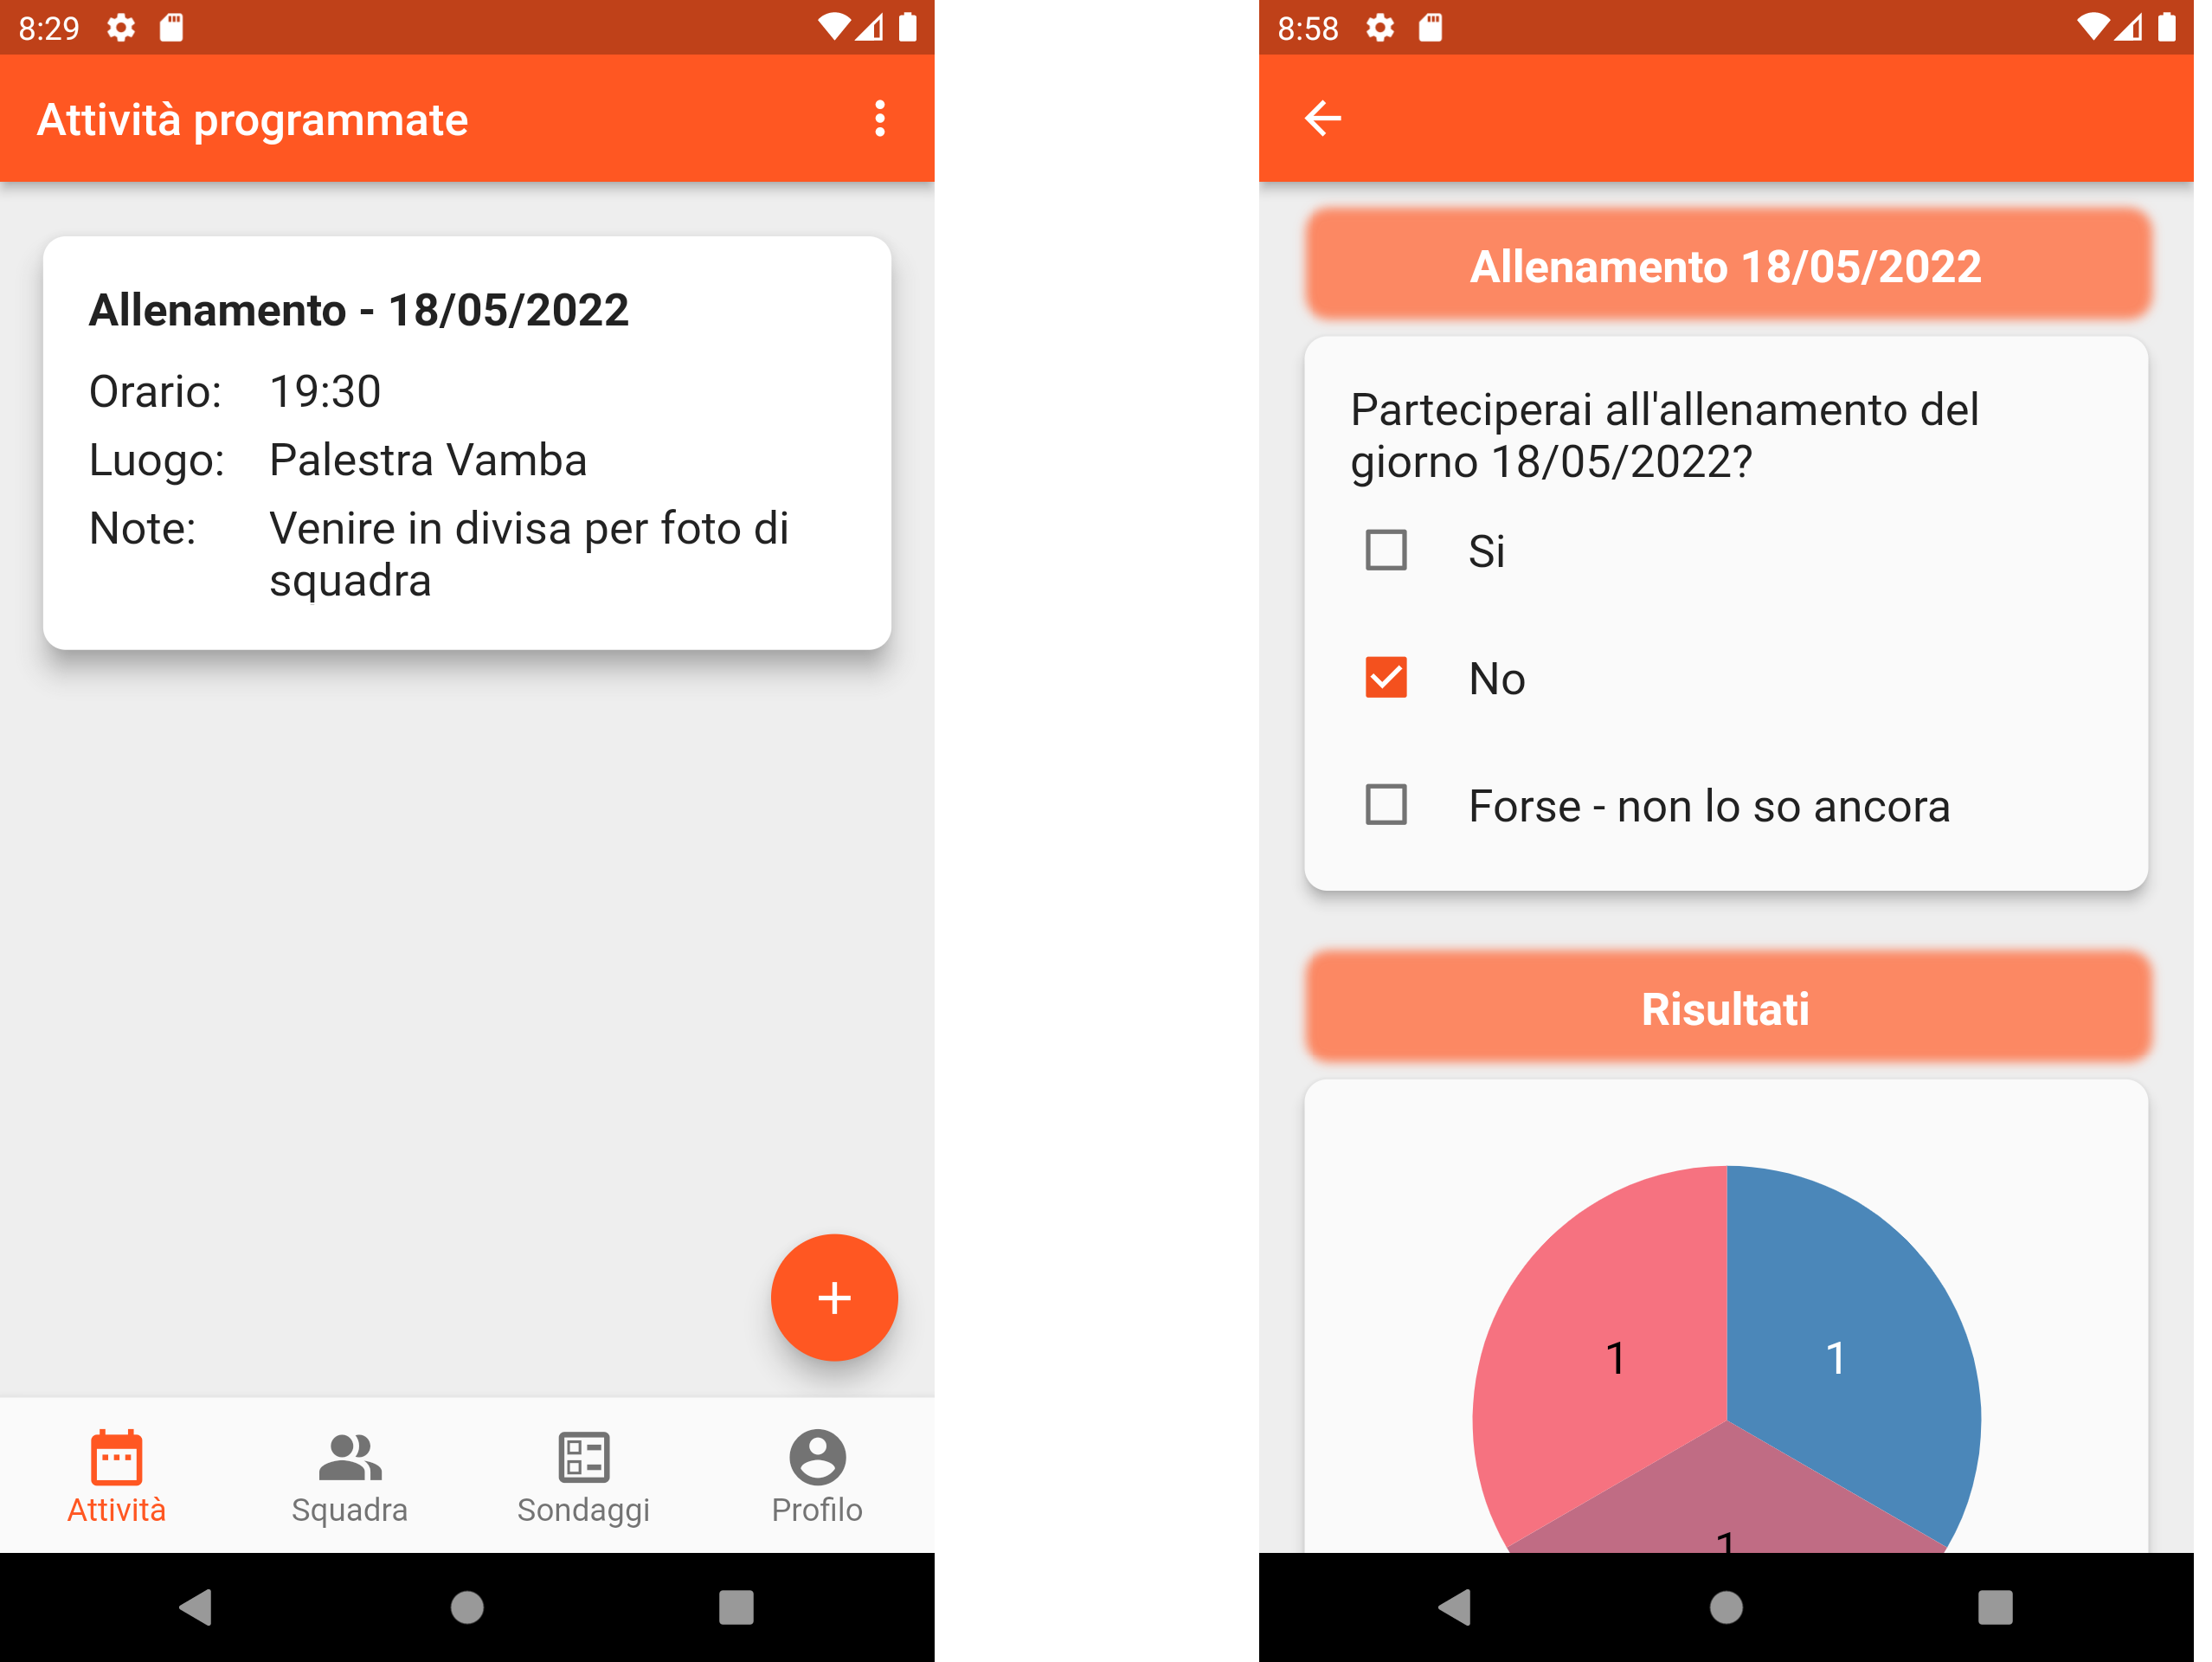 8:29
Attività programmate
Allenamento - 18/05/2022
Orario: 19:30
Luogo: Palestra Vamba
Note: Venire in divisa per foto di
squadra
Attività Squadra Sondaggi Profilo
8:58
Allenamento 18/05/2022
Parteciperai all'allenamento del
giorno 18/05/2022?
Si
No
Forse - non lo so ancora
Risultati
1 1
1